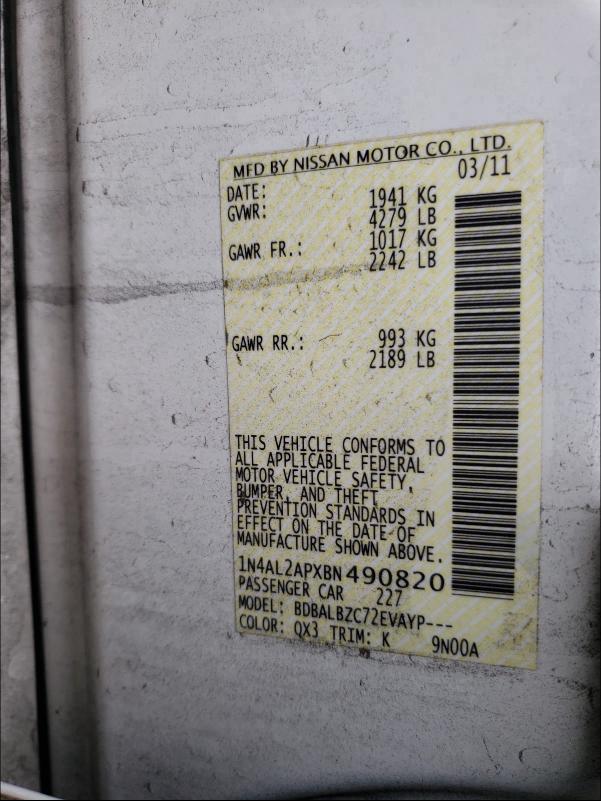 MFD BY NISSAN MOTOR CO., LTD.
DATE: 03/11
GVWR: 1941 KG
4279 LB
GAWR FR.: 1017 KG
2242 LB
GAWR RR.: 993 KG
2189 LB
THIS VEHICLE CONFORMS TO
ALL APPLICABLE FEDERAL
MOTOR VEHICLE SAFETY,
BUMPER, AND THEFT
PREVENTION STANDARDS IN
EFFECT ON THE DATE OF
MANUFACTURE SHOWN ABOVE.
1N4AL2APXBN490820
PASSENGER CAR 227
MODEL: BDBALBZC72EVAYP---
COLOR: QX3 TRIM: K 9N00A